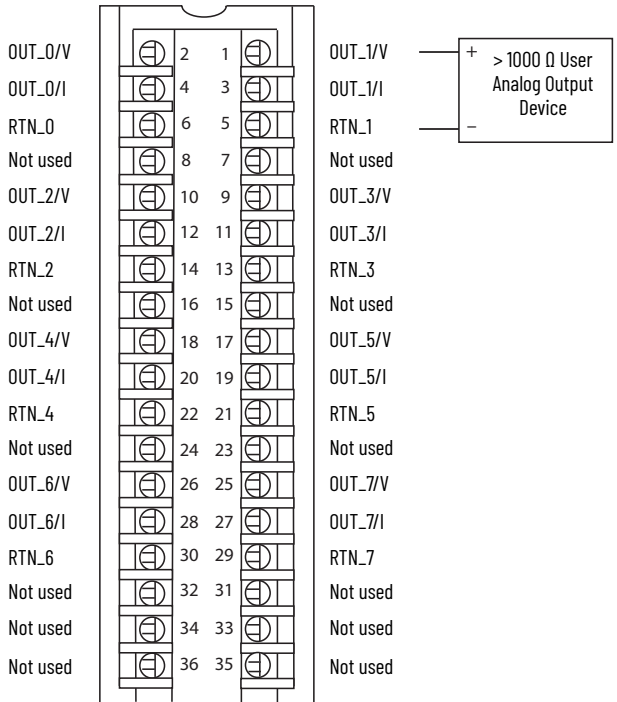 OUT_0/V 2 1 OUT_1/V + > 1000 Ω User
OUT_0/I 4 3 OUT_1/I Analog Output
Device
RTN_0 6 5 RTN_1 –
Not used 8 7 Not used
OUT_2/V 10 9 OUT_3/V
OUT_2/I 12 11 OUT_3/I
RTN_2 14 13 RTN_3
Not used 16 15 Not used
OUT_4/V 18 17 OUT_5/V
OUT_4/I 20 19 OUT_5/I
RTN_4 22 21 RTN_5
Not used 24 23 Not used
OUT_6/V 26 25 OUT_7/V
OUT_6/I 28 27 OUT_7/I
RTN_6 30 29 RTN_7
Not used 32 31 Not used
Not used 34 33 Not used
Not used 36 35 Not used